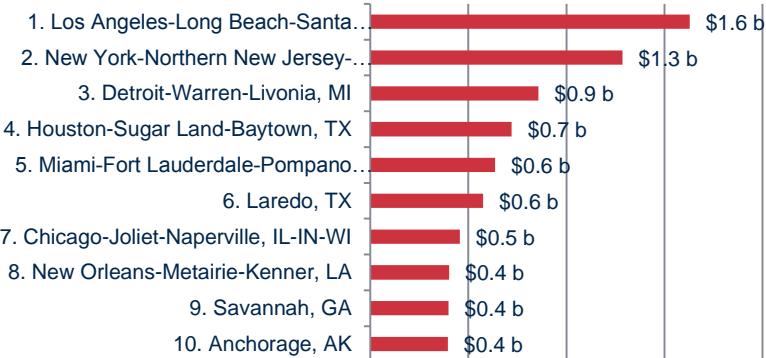 1. Los Angeles-Long Beach-Santa… $1.6 b
2. New York-Northern New Jersey-… $1.3 b
3. Detroit-Warren-Livonia, MI $0.9 b
4. Houston-Sugar Land-Baytown, TX $0.7 b
5. Miami-Fort Lauderdale-Pompano… $0.6 b
6. Laredo, TX $0.6 b
7. Chicago-Joliet-Naperville, IL-IN-WI $0.5 b
8. New Orleans-Metairie-Kenner, LA $0.4 b
9. Savannah, GA $0.4 b
10. Anchorage, AK $0.4 b